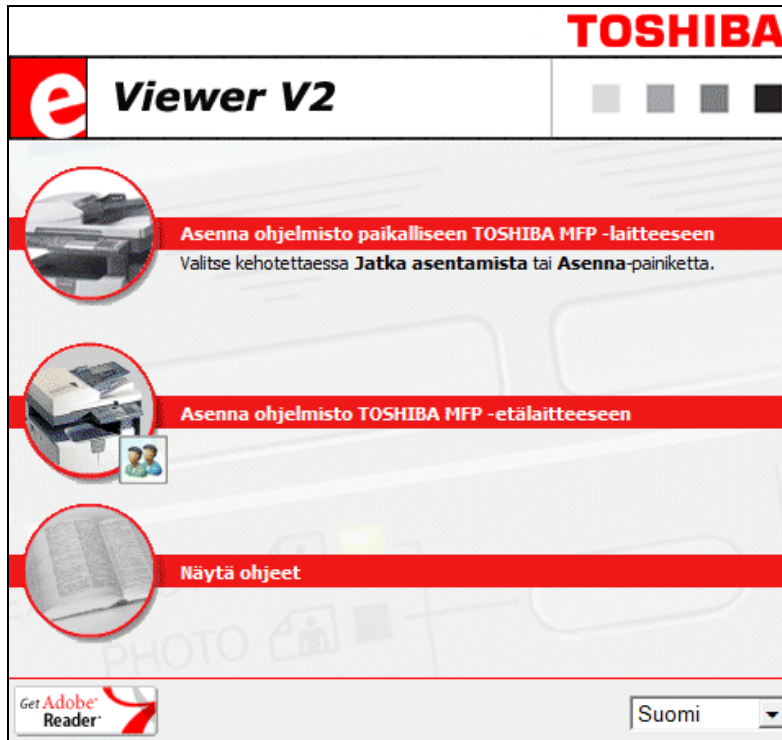 TOSHIBA
e Viewer V2
Asenna ohjelmisto paikalliseen TOSHIBA MFP -laitteeseen
Valitse kehotettaessa Jatka asentamista tai Asenna-painiketta.
Asenna ohjelmisto TOSHIBA MFP -etälaitteeseen
Näytä ohjeet
PHOTO
Get Adobe
Reader
Suomi